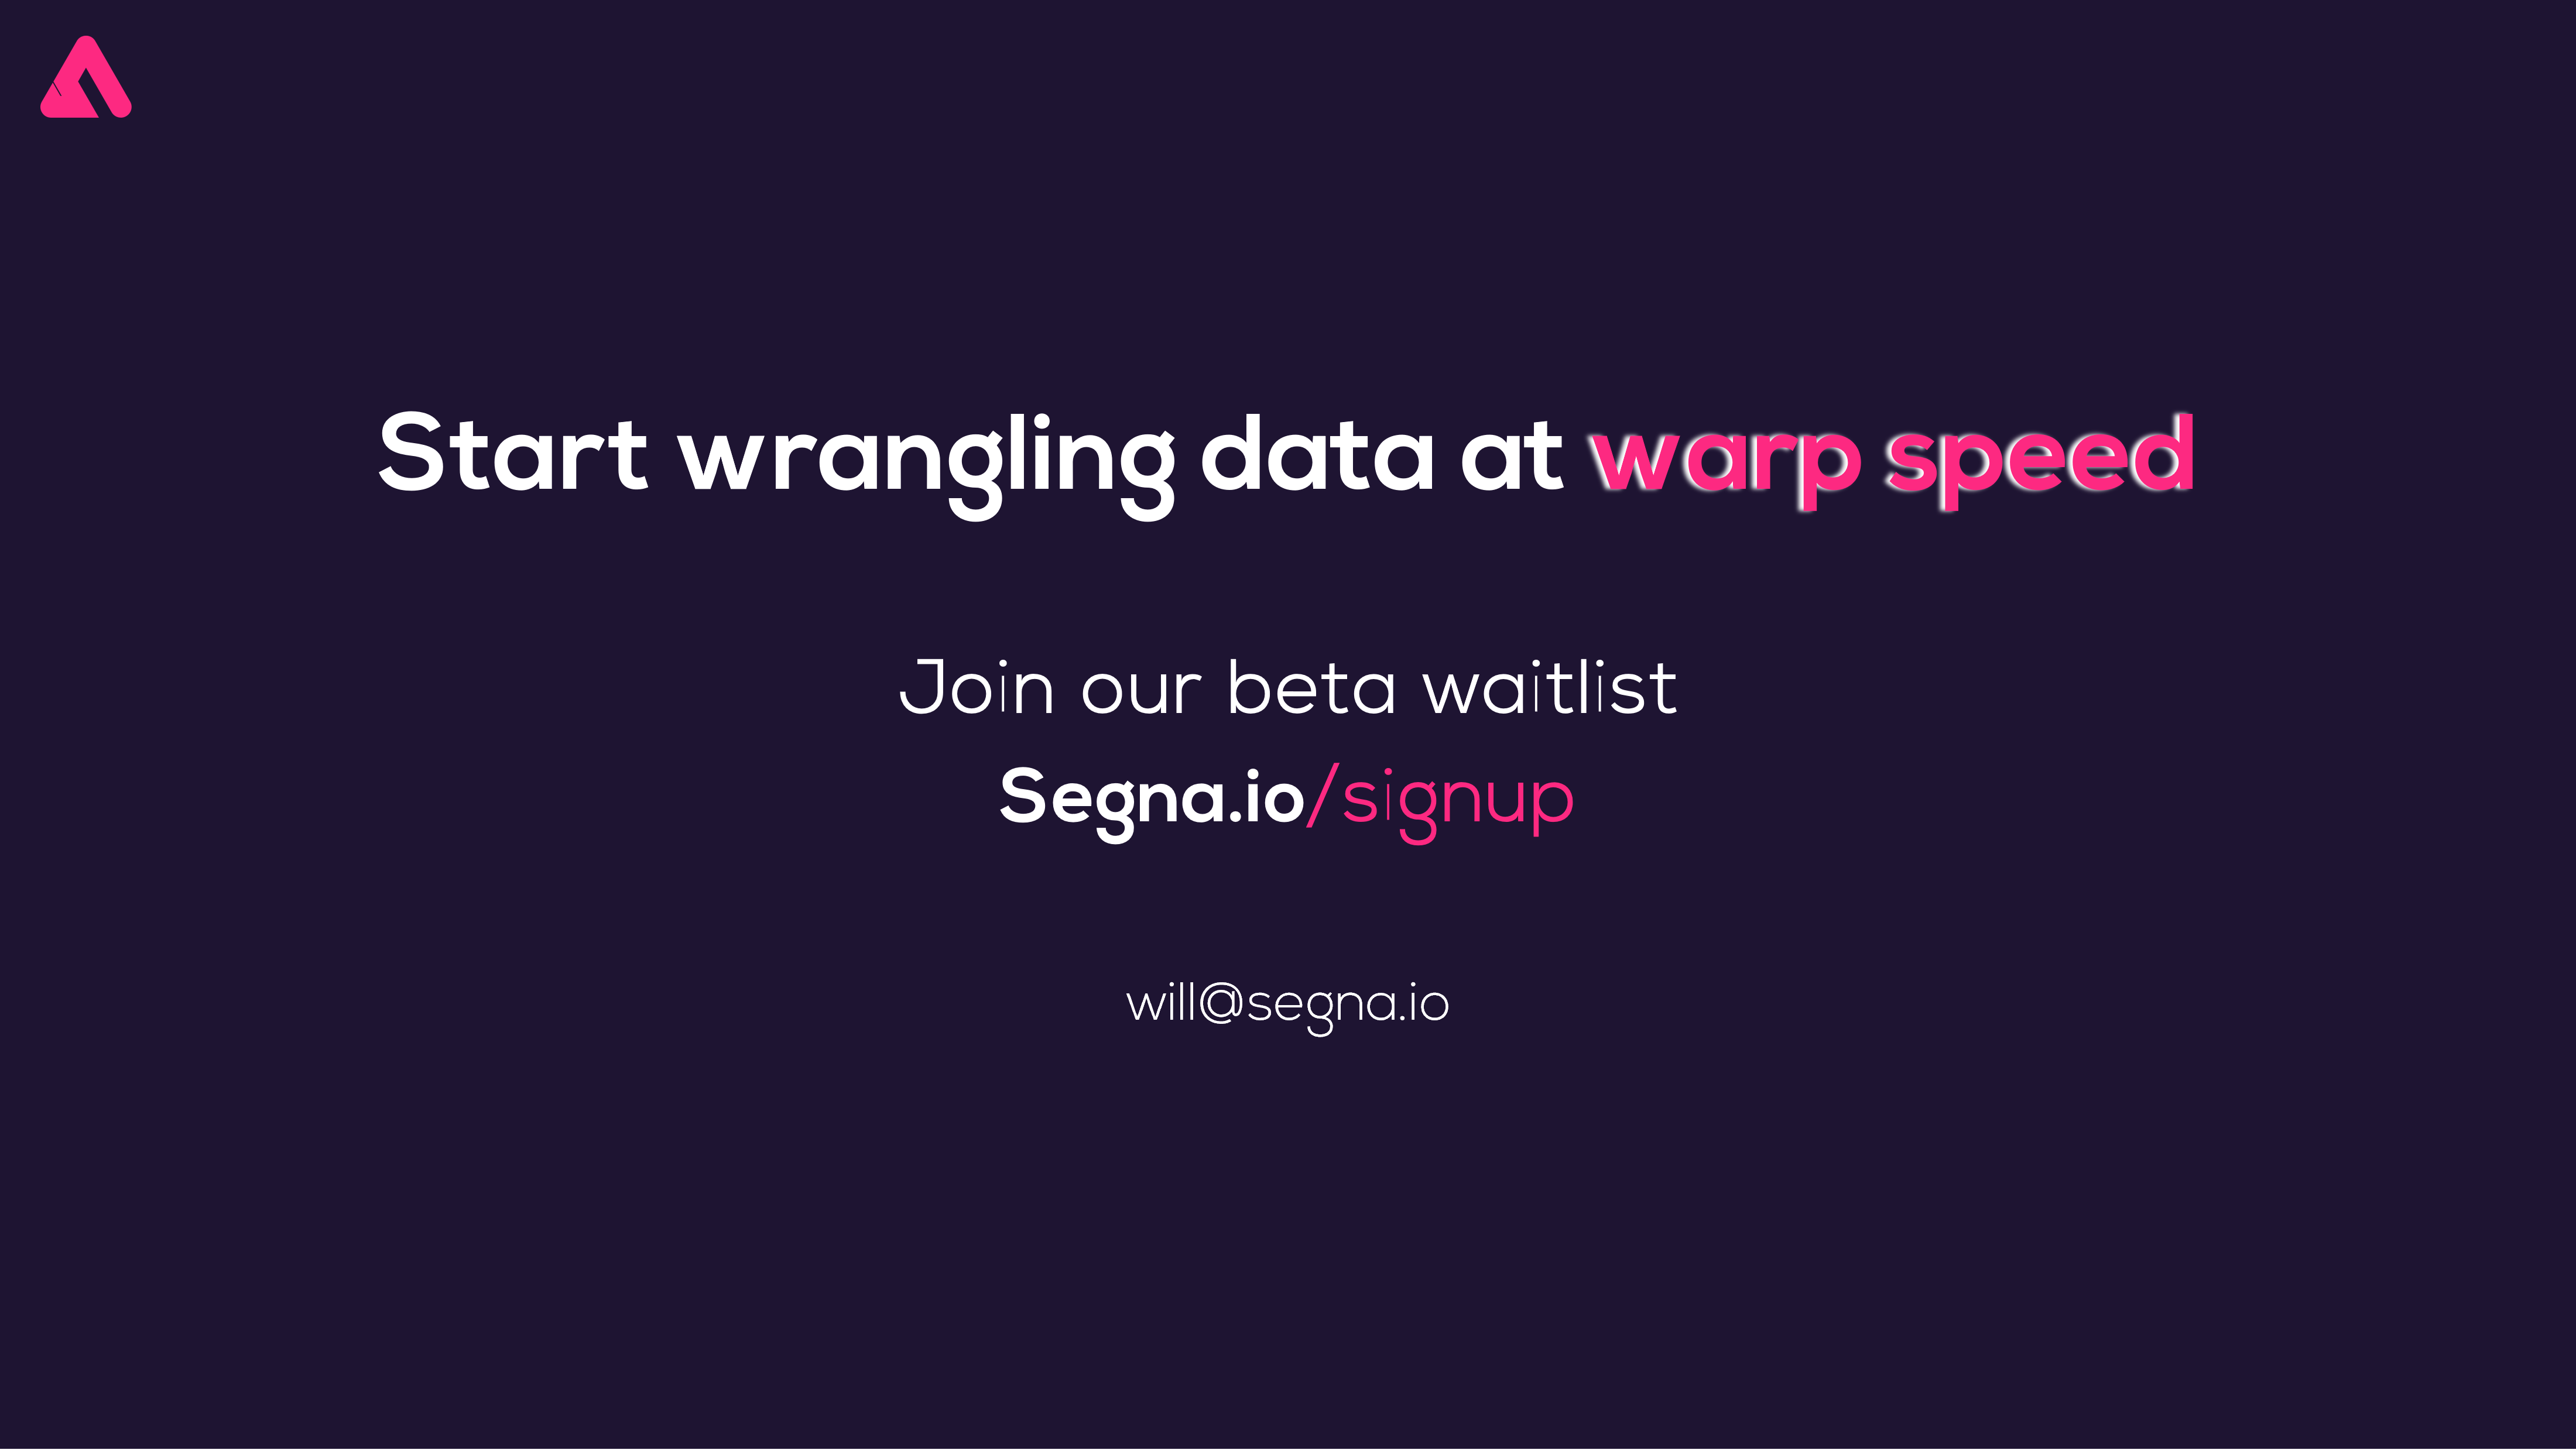 Start wrangling data at warp speed
Join our beta waitlist
Segna.io/signup
will@segna.io